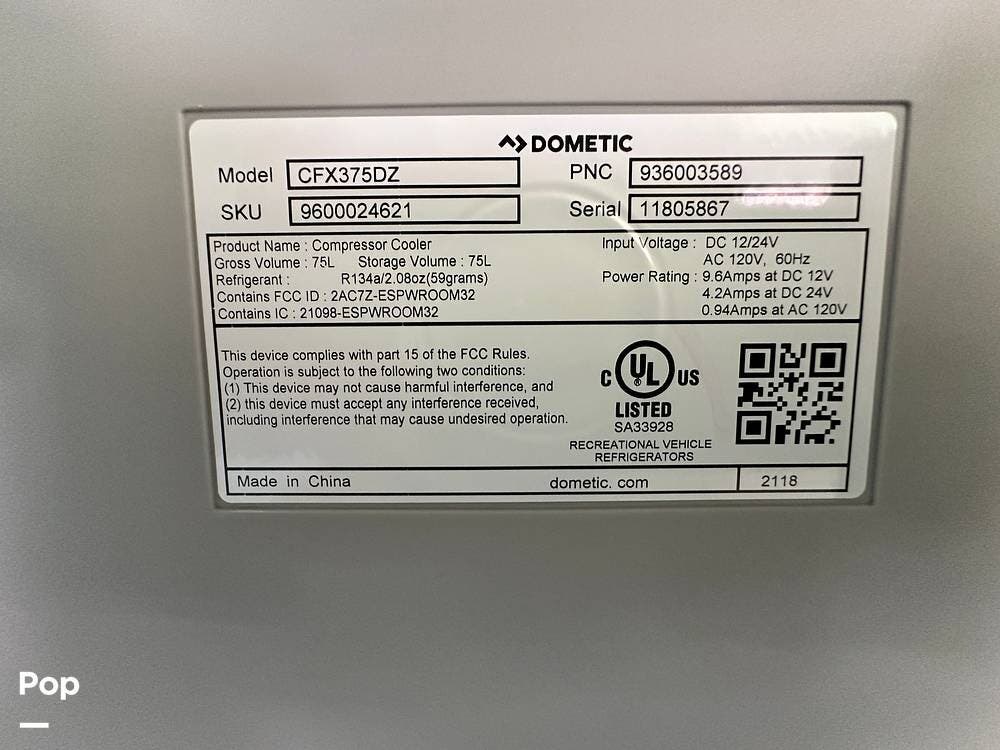 DOMETIC
Model CFX375DZ PNC 936003589
SKU 9600024621 Serial 11805867
Product Name : Compressor Cooler Input Voltage : DC 12/24V
Gross Volume : 75L Storage Volume : 75L AC 120V, 60Hz
Refrigerant : R134a/2.08oz(59grams) Power Rating : 9.6Amps at DC 12V
Contains FCC ID : 2AC7Z-ESPWROOM32 4.2Amps at DC 24V
Contains IC : 21098-ESPWROOM32 0.94Amps at AC 120V
This device complies with part 15 of the FCC Rules.
Operation is subject to the following two conditions:
(1) This device may not cause harmful interference, and
(2) this device must accept any interference received,
including interference that may cause undesired operation.
C UL ® US
LISTED
SA33928
RECREATIONAL VEHICLE
REFRIGERATORS
Made in China dometic. com 2118
Pop